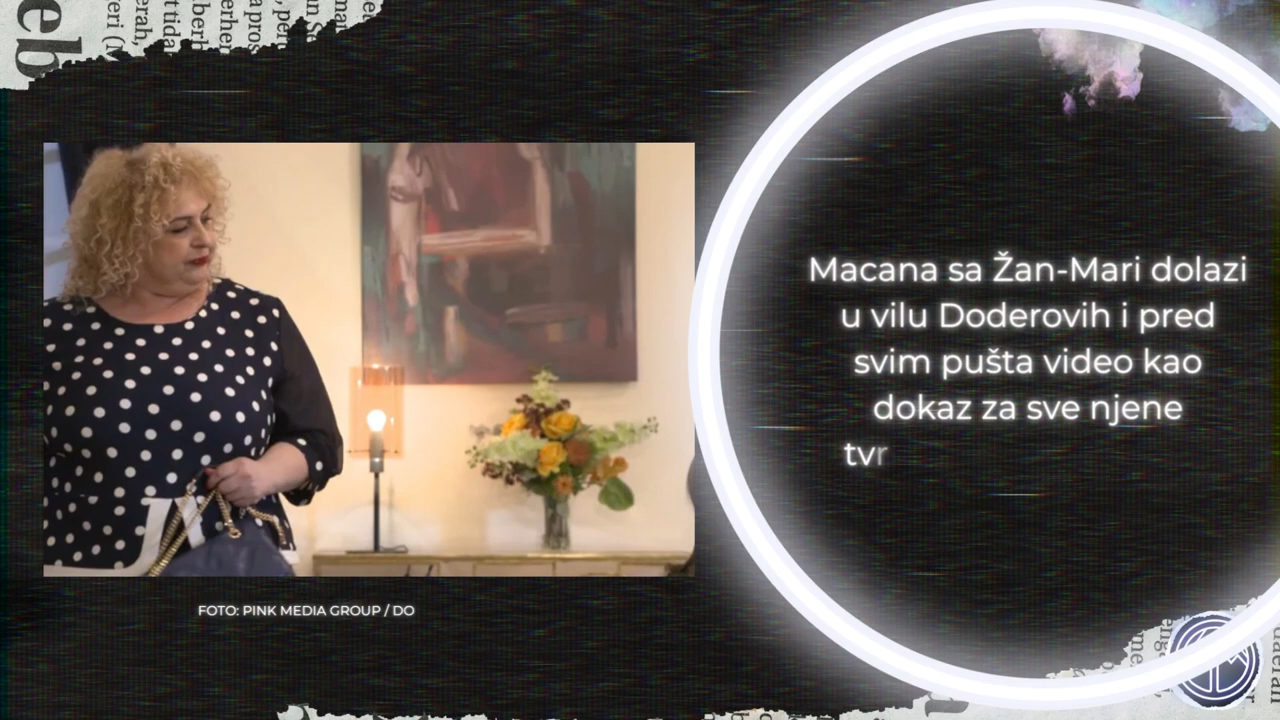 Macana sa Žan-Mari dolazi
u vilu Doderovih i pred
svim pušta video kao
dokaz za sve njene
tvr
FOTO: PINK MEDIA GROUP / DO